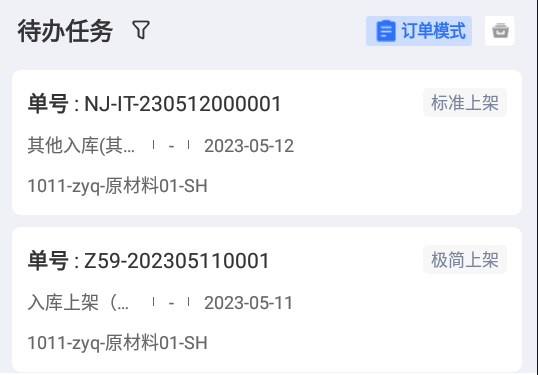 待办任务 订单模式
单号 : NJ-IT-230512000001 标准上架
其他入库(其... - 2023-05-12
1011-zyq-原材料01-SH
单号 : Z59-202305110001 极简上架
入库上架（... - 2023-05-11
1011-zyq-原材料01-SH